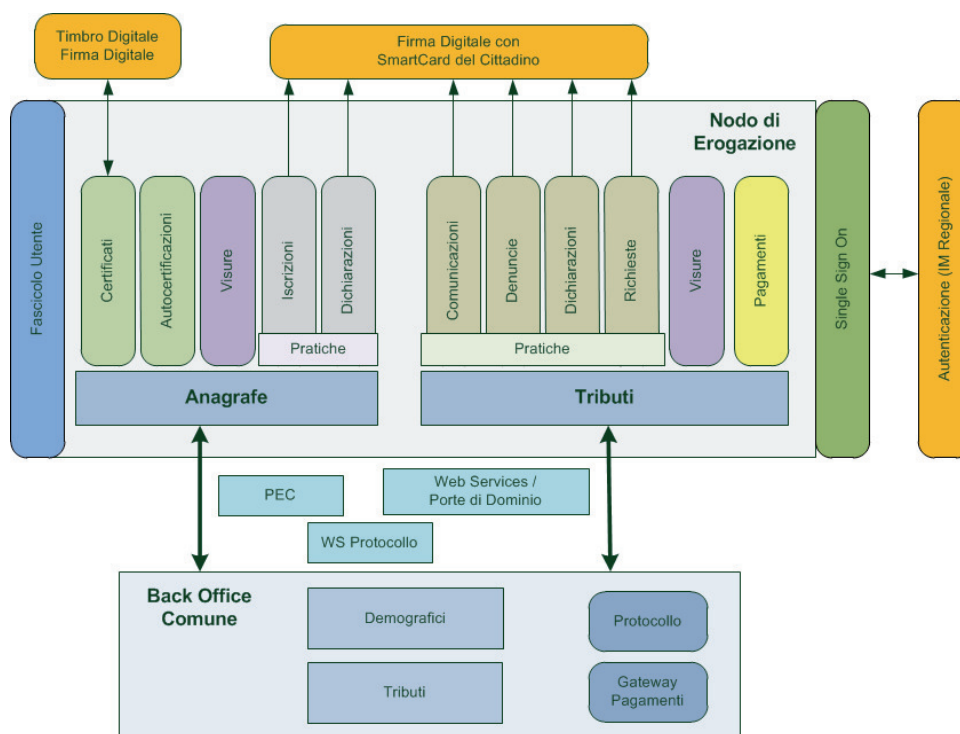 Timbro Digitale
Firma Digitale
Firma Digitale con
SmartCard del Cittadino
Nodo di
Erogazione
Fascicolo Utente
Certificati
Autocertificazioni
Visure
Iscrizioni
Dichiarazioni
Pratiche
Anagrafe
Comunicazioni
Denuncie
Dichiarazioni
Richieste
Pratiche
Visure
Pagamenti
Tributi
Single Sign On
Autenticazione (IM Regionale)
PEC
Web Services /
Porte di Dominio
WS Protocollo
Back Office
Comune
Demografici
Protocollo
Tributi
Gateway
Pagamenti